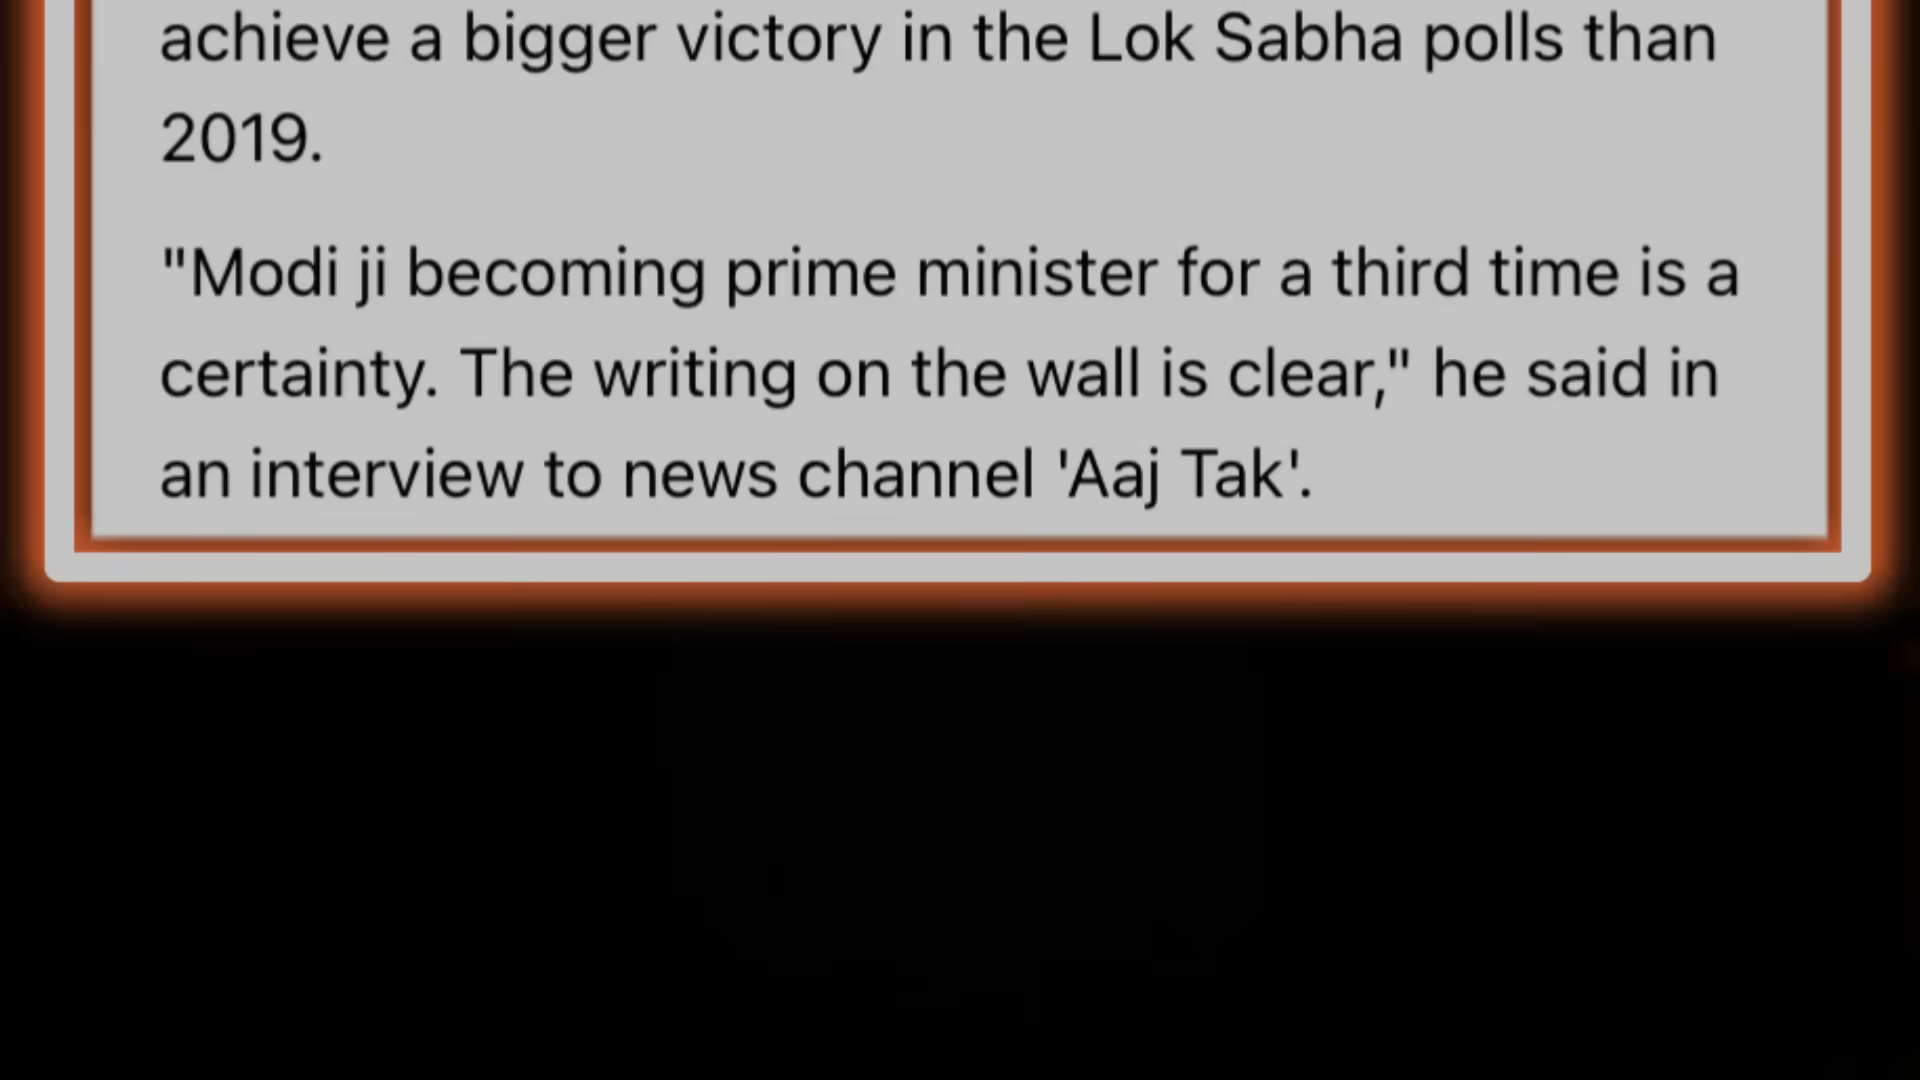 achieve a bigger victory in the Lok Sabha polls than
2019.
"Modi ji becoming prime minister for a third time is a
certainty. The writing on the wall is clear," he said in
an interview to news channel 'Aaj Tak'.